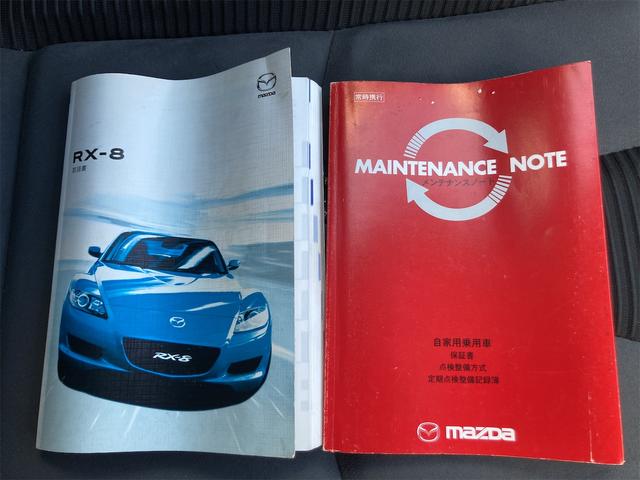 mazda
RX-8
取扱書
RX-8
常時携行
MAINTENANCE NOTE
メンテナンスノート
自家用乗用車
保証書
点検整備方式
定期点検整備記録簿
mazda